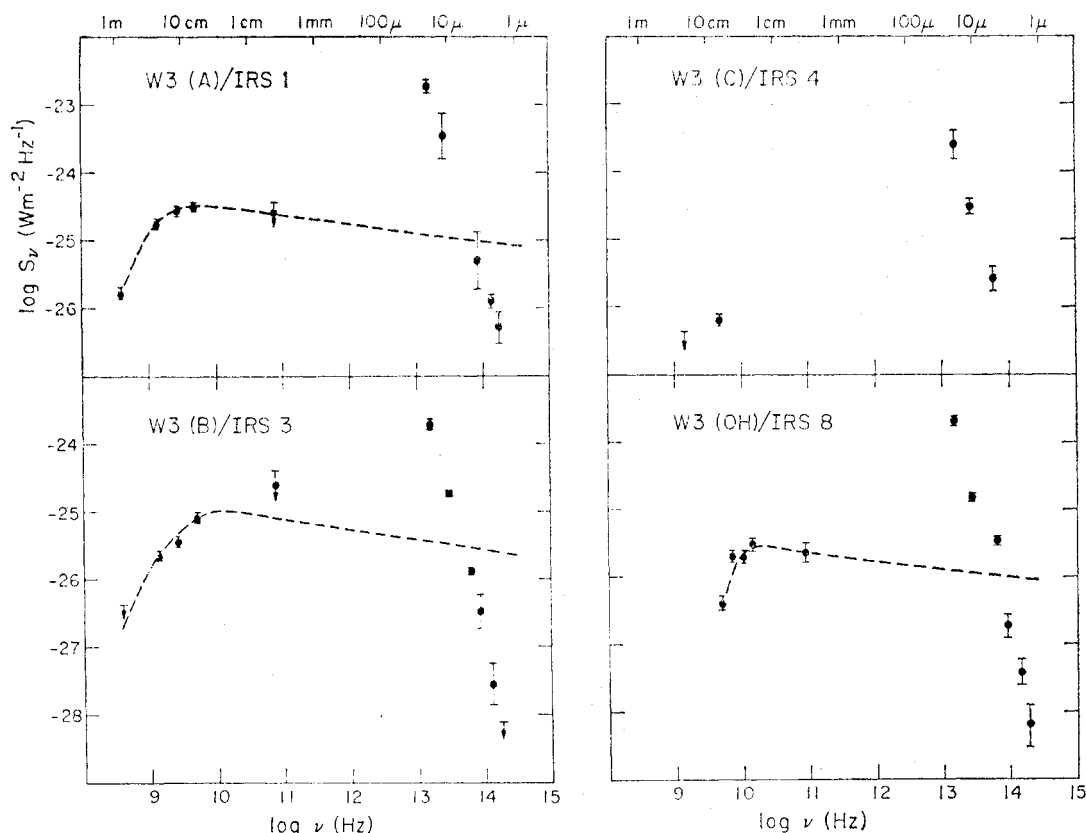 1m 10cm 1cm 1mm 100μ 10μ 1μ
1m 10cm 1cm 1mm 100μ 10μ 1μ
W3 (A)/IRS 1
W3 (C)/IRS 4
-23
-24
-25
-26
log Sν (Wm⁻² Hz⁻¹)
W3 (B)/IRS 3
W3 (OH)/IRS 8
-24
-25
-26
-27
-28
9 10 11 12 13 14 15
9 10 11 12 13 14 15
log ν (Hz)
log ν (Hz)